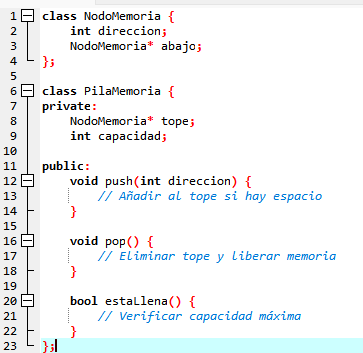 1 class NodoMemoria {
2     int direccion;
3     NodoMemoria* abajo;
4 };
5
6 class PilaMemoria {
7 private:
8     NodoMemoria* tope;
9     int capacidad;
10
11 public:
12     void push(int direccion) {
13         // Añadir al tope si hay espacio
14     }
15
16     void pop() {
17         // Eliminar tope y liberar memoria
18     }
19
20     bool estaLlena() {
21         // Verificar capacidad máxima
22     }
23 };